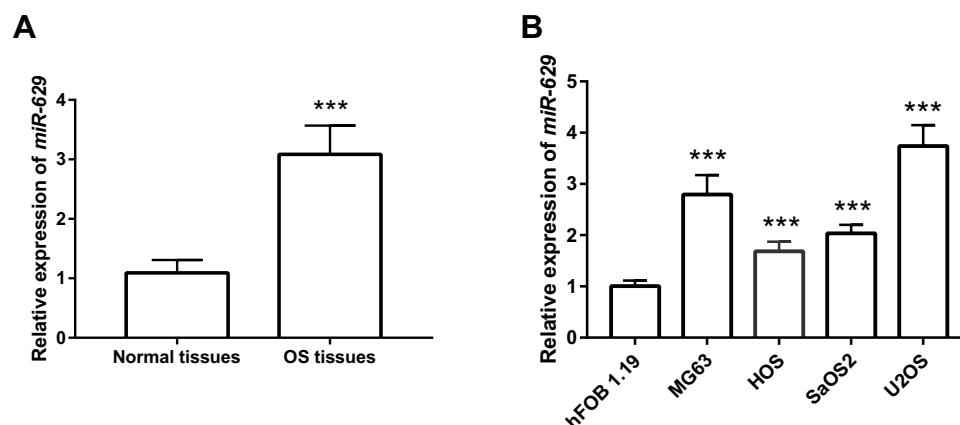 A
Relative expression of miR-629
4
3
2
1
0
***
Normal tissues
OS tissues
B
Relative expression of miR-629
5
4
3
2
1
0
***
***
***
***
hFOB 1.19
MG63
HOS
SaOS2
U2OS